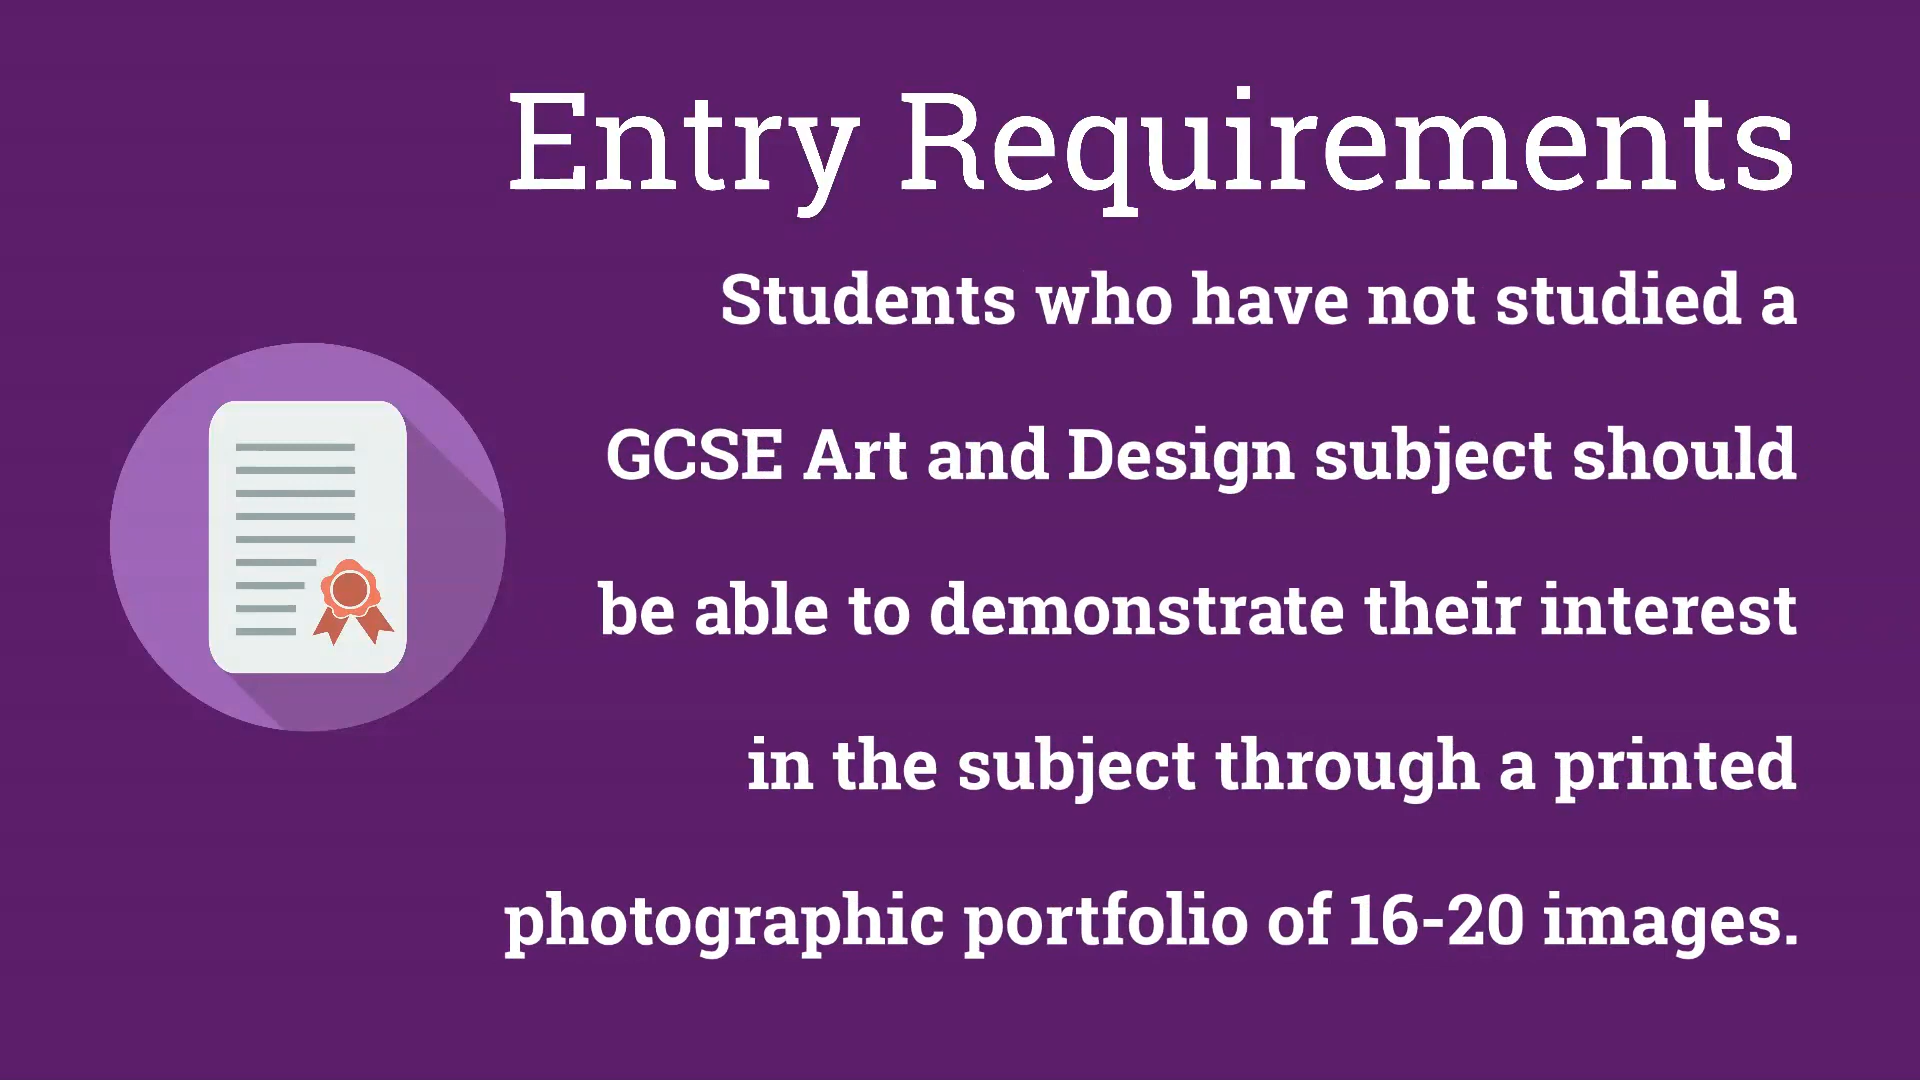 Entry Requirements
Students who have not studied a
GCSE Art and Design subject should
be able to demonstrate their interest
in the subject through a printed
photographic portfolio of 16-20 images.